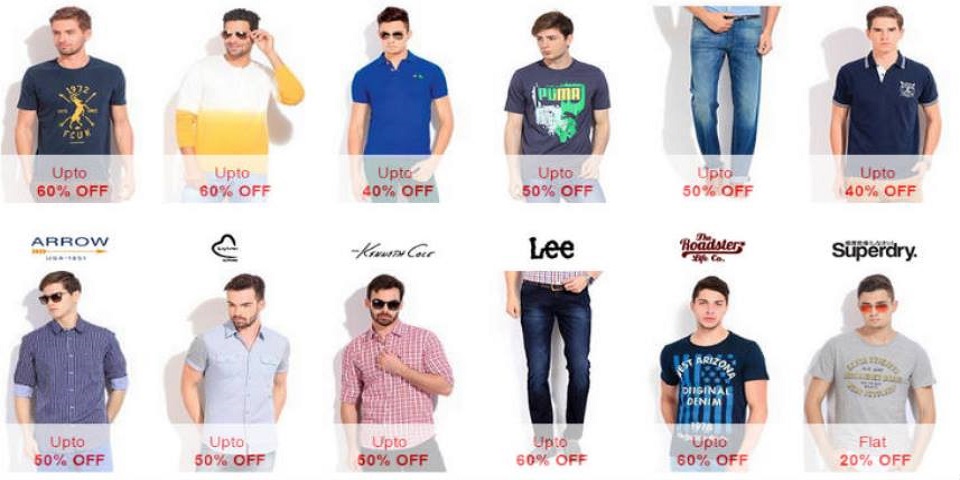 1972
FCUK
PUMA
Upto
60% OFF
Upto
60% OFF
Upto
40% OFF
Upto
50% OFF
Upto
50% OFF
Upto
40% OFF
ARROW
USA-1851
Kenneth Cole
Lee
The
Roadster
Life Co.
Superdry.
EST ARIZONA
ORIGINAL
DENIM
Upto
50% OFF
Upto
50% OFF
Upto
50% OFF
Upto
60% OFF
Upto
60% OFF
Flat
20% OFF